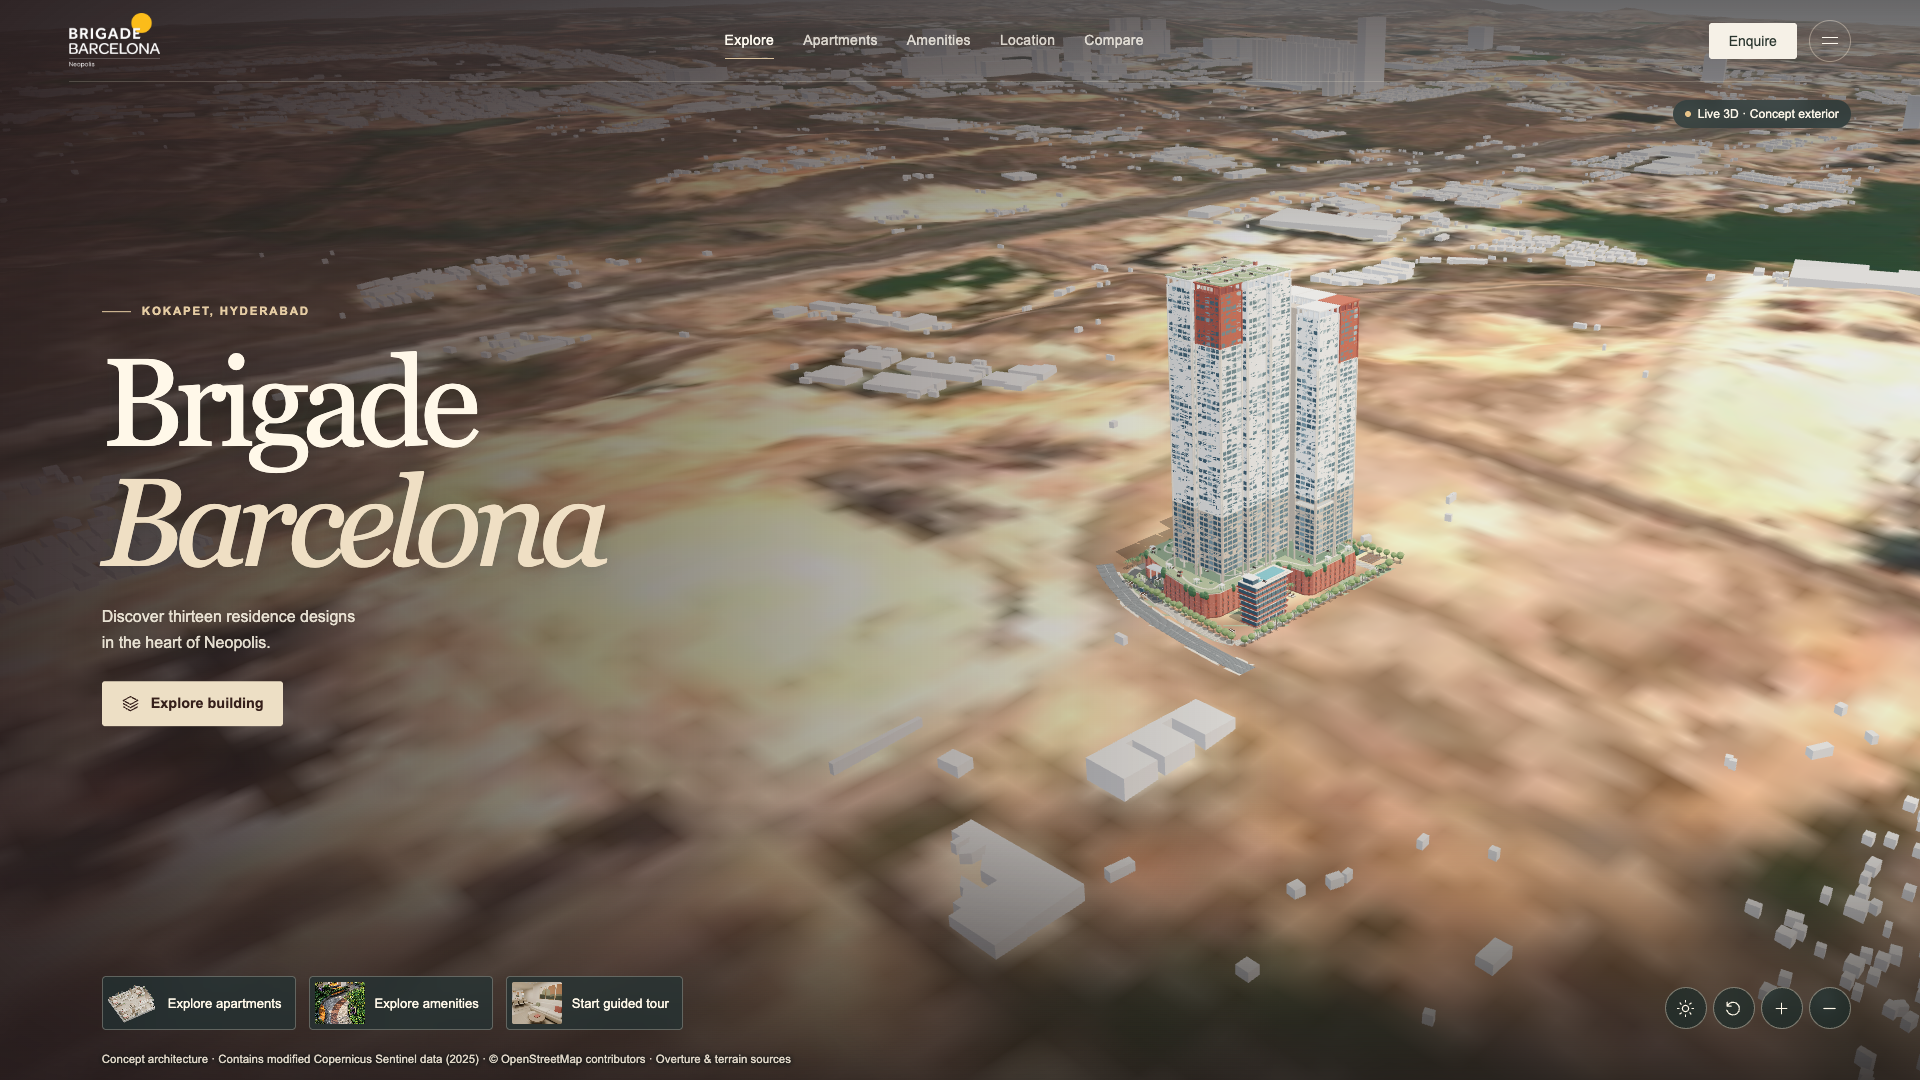 BRIGADE
BARCELONA
Neopolis
Explore
Apartments
Amenities
Location
Compare
Enquire
Live 3D · Concept exterior
KOKAPET, HYDERABAD
Brigade
Barcelona
Discover thirteen residence designs
in the heart of Neopolis.
Explore building
Explore apartments
Explore amenities
Start guided tour
Concept architecture · Contains modified Copernicus Sentinel data (2025) · © OpenStreetMap contributors · Overture & terrain sources